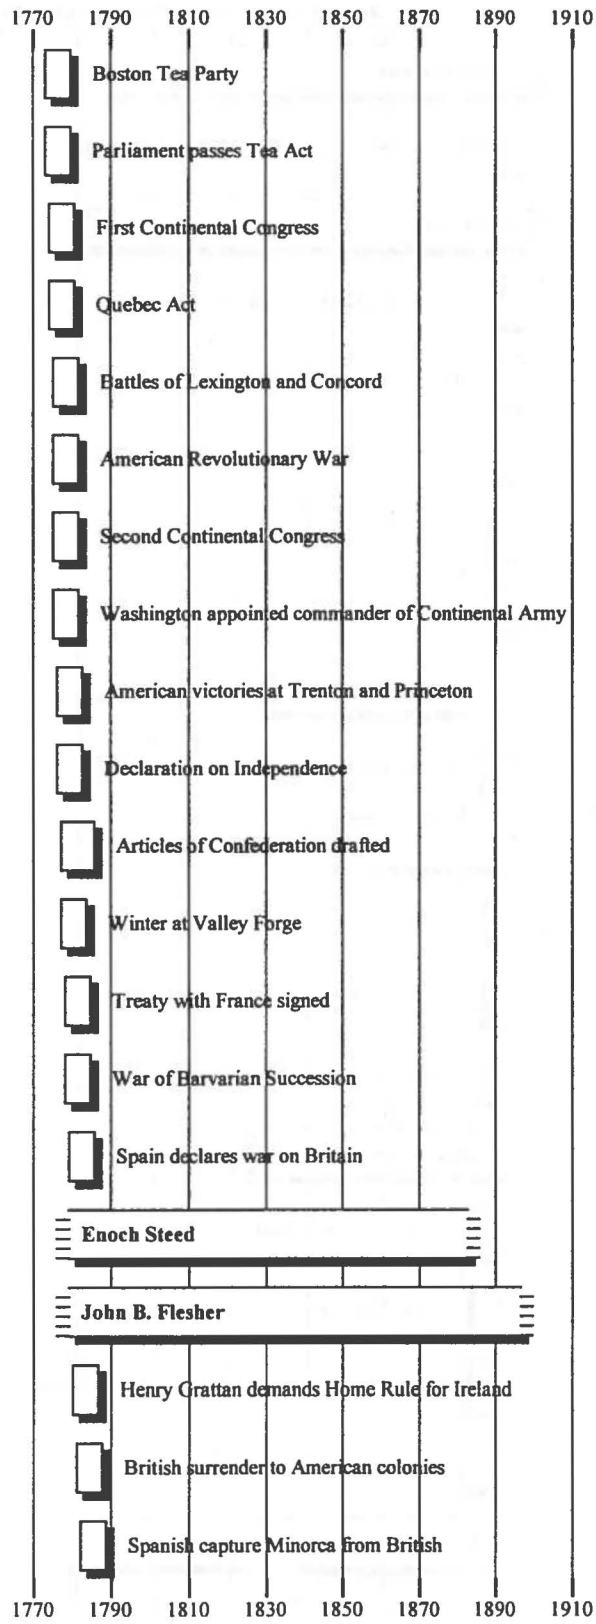 1770 1790 1810 1830 1850 1870 1890 1910
Boston Tea Party
Parliament passes Tea Act
First Continental Congress
Quebec Act
Battles of Lexington and Concord
American Revolutionary War
Second Continental Congress
Washington appointed commander of Continental Army
American victories at Trenton and Princeton
Declaration on Independence
Articles of Confederation drafted
Winter at Valley Forge
Treaty with France signed
War of Barvarian Succession
Spain declares war on Britain
Enoch Steed
John B. Flesher
Henry Grattan demands Home Rule for Ireland
British surrender to American colonies
Spanish capture Minorca from British
1770 1790 1810 1830 1850 1870 1890 1910